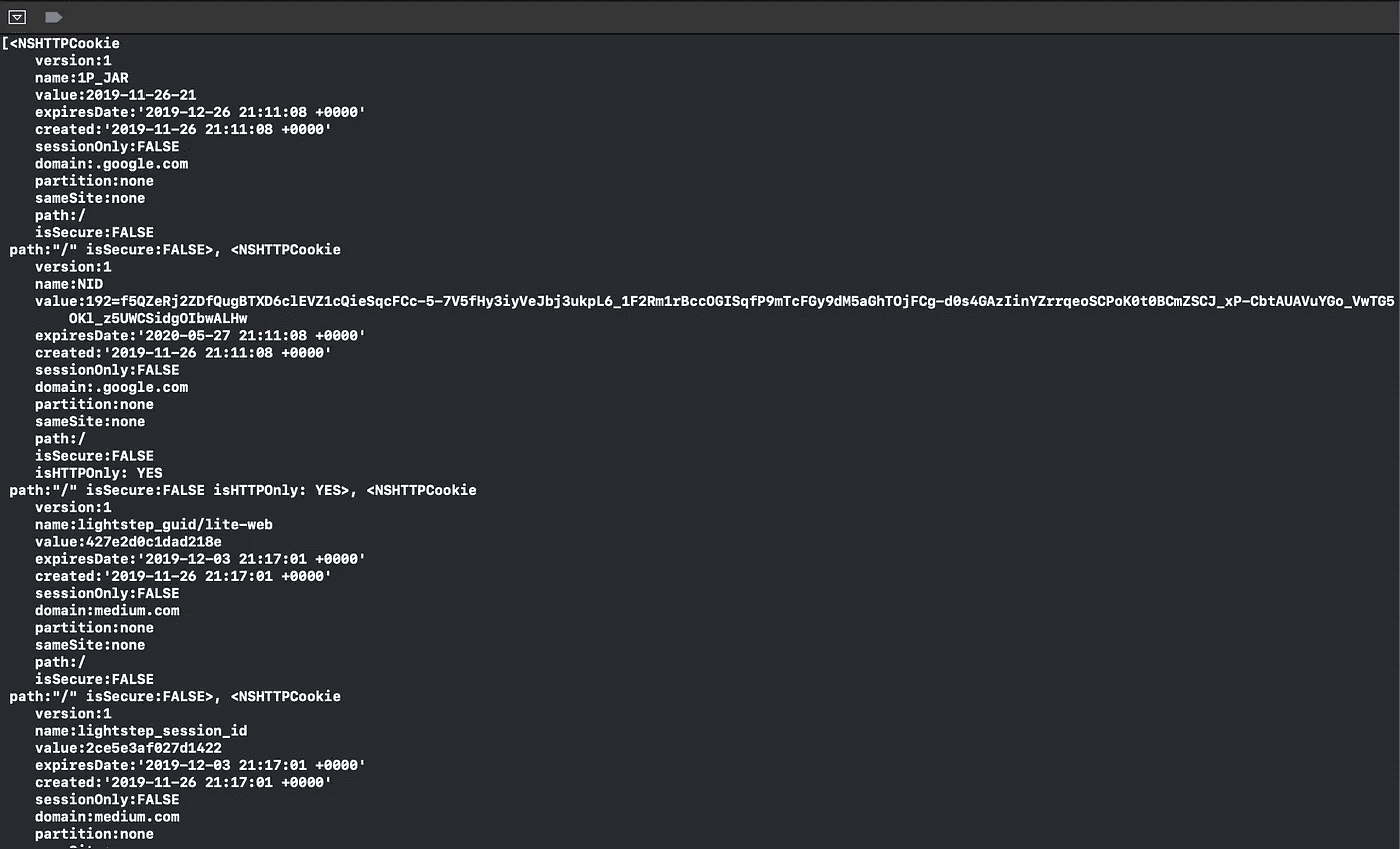 [<NSHTTPCookie
version:1
name:1P_JAR
value:2019-11-26-21
expiresDate:'2019-12-26 21:11:08 +0000'
created:'2019-11-26 21:11:08 +0000'
sessionOnly:FALSE
domain:.google.com
partition:none
sameSite:none
path:/
isSecure:FALSE
path:"/" isSecure:FALSE>, <NSHTTPCookie
version:1
name:NID
value:192=f5QZeRj2ZDfQugBTXD6clEVZ1cQieSqcFCc-5-7V5fHy3iyVeJbj3ukpL6_1F2Rm1rBccOGISqfP9mTcFGy9dM5aGhTOjFCg-d0s4GAzIinYZrrqeoSCPoK0t0BCmZSCJ_xP-CbtAUAVuYGo_VwTG5
OKl_z5UWCSidgOIbwALHw
expiresDate:'2020-05-27 21:11:08 +0000'
created:'2019-11-26 21:11:08 +0000'
sessionOnly:FALSE
domain:.google.com
partition:none
sameSite:none
path:/
isSecure:FALSE
isHTTPOnly: YES
path:"/" isSecure:FALSE isHTTPOnly: YES>, <NSHTTPCookie
version:1
name:lightstep_guid/lite-web
value:427e2d0c1dad218e
expiresDate:'2019-12-03 21:17:01 +0000'
created:'2019-11-26 21:17:01 +0000'
sessionOnly:FALSE
domain:medium.com
partition:none
sameSite:none
path:/
isSecure:FALSE
path:"/" isSecure:FALSE>, <NSHTTPCookie
version:1
name:lightstep_session_id
value:2ce5e3af027d1422
expiresDate:'2019-12-03 21:17:01 +0000'
created:'2019-11-26 21:17:01 +0000'
sessionOnly:FALSE
domain:medium.com
partition:none